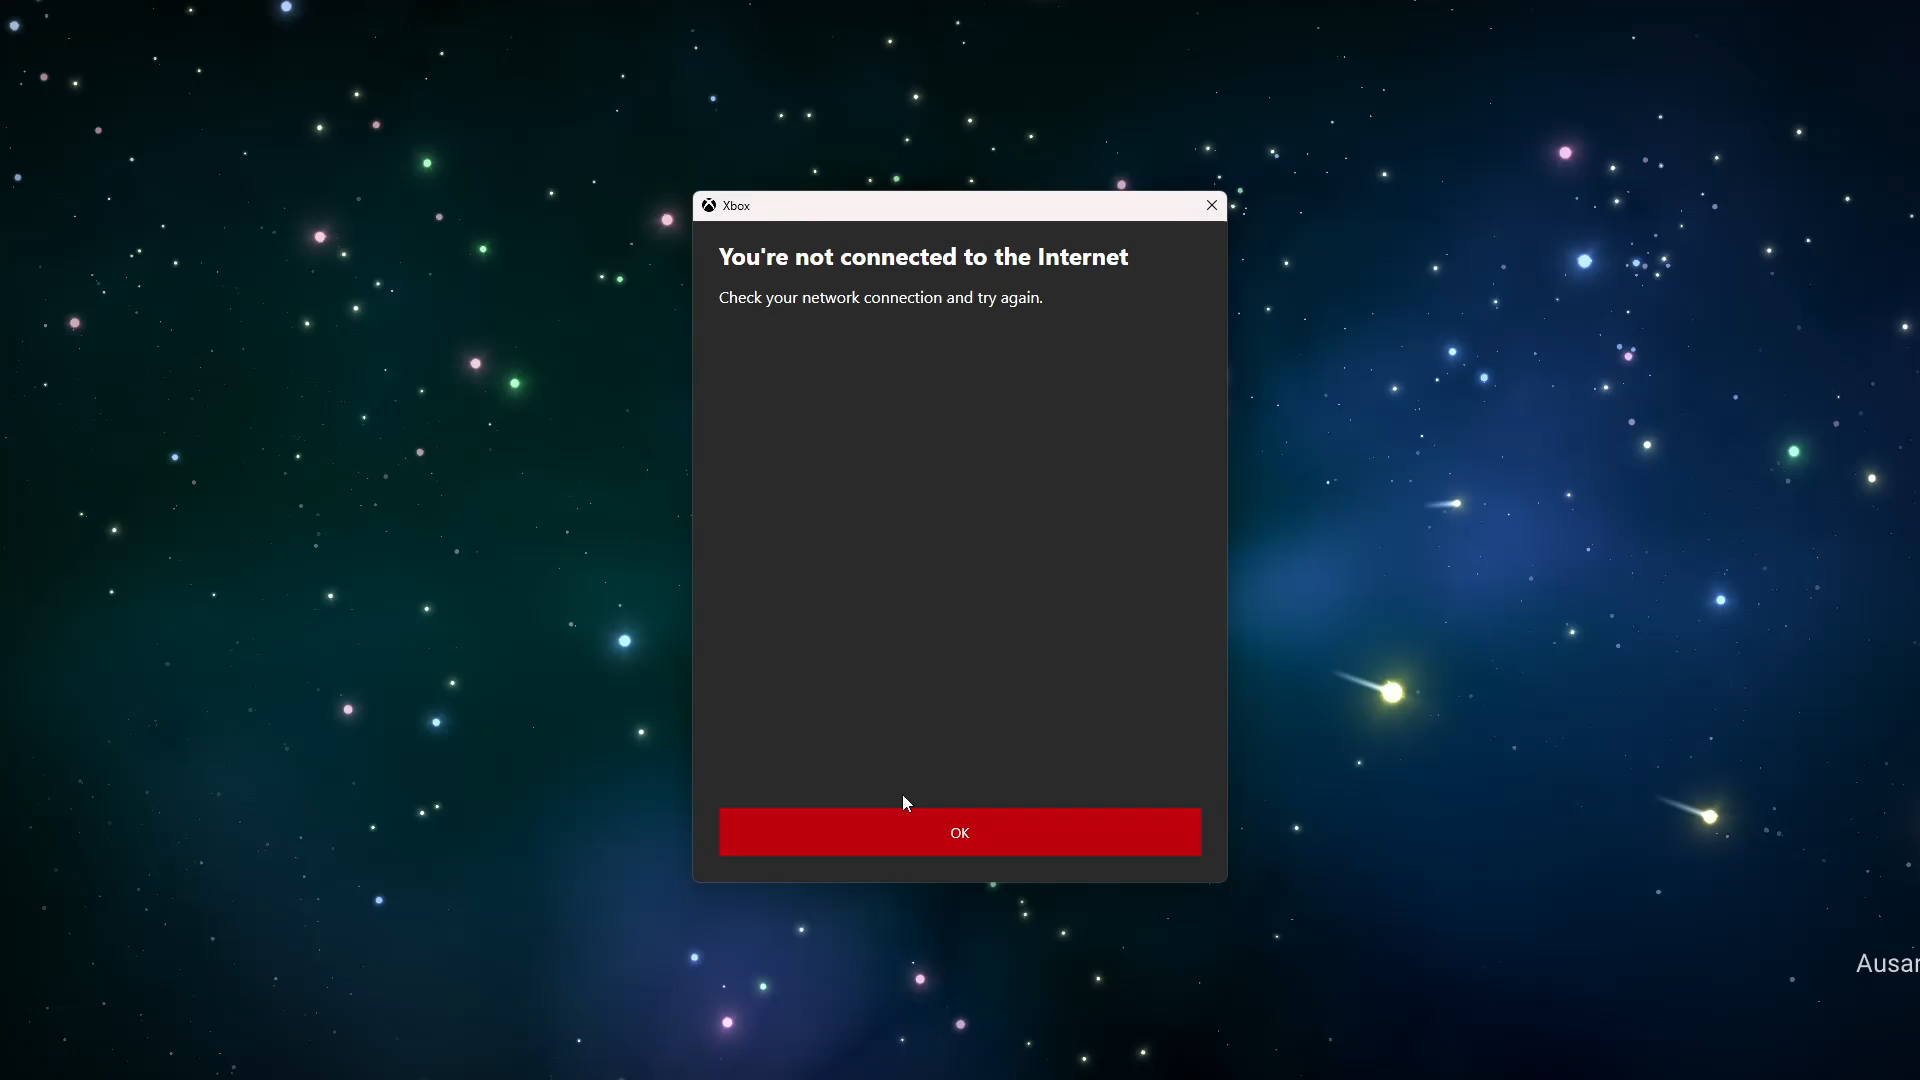 Xbox
You're not connected to the Internet
Check your network connection and try again.
OK
Ausar